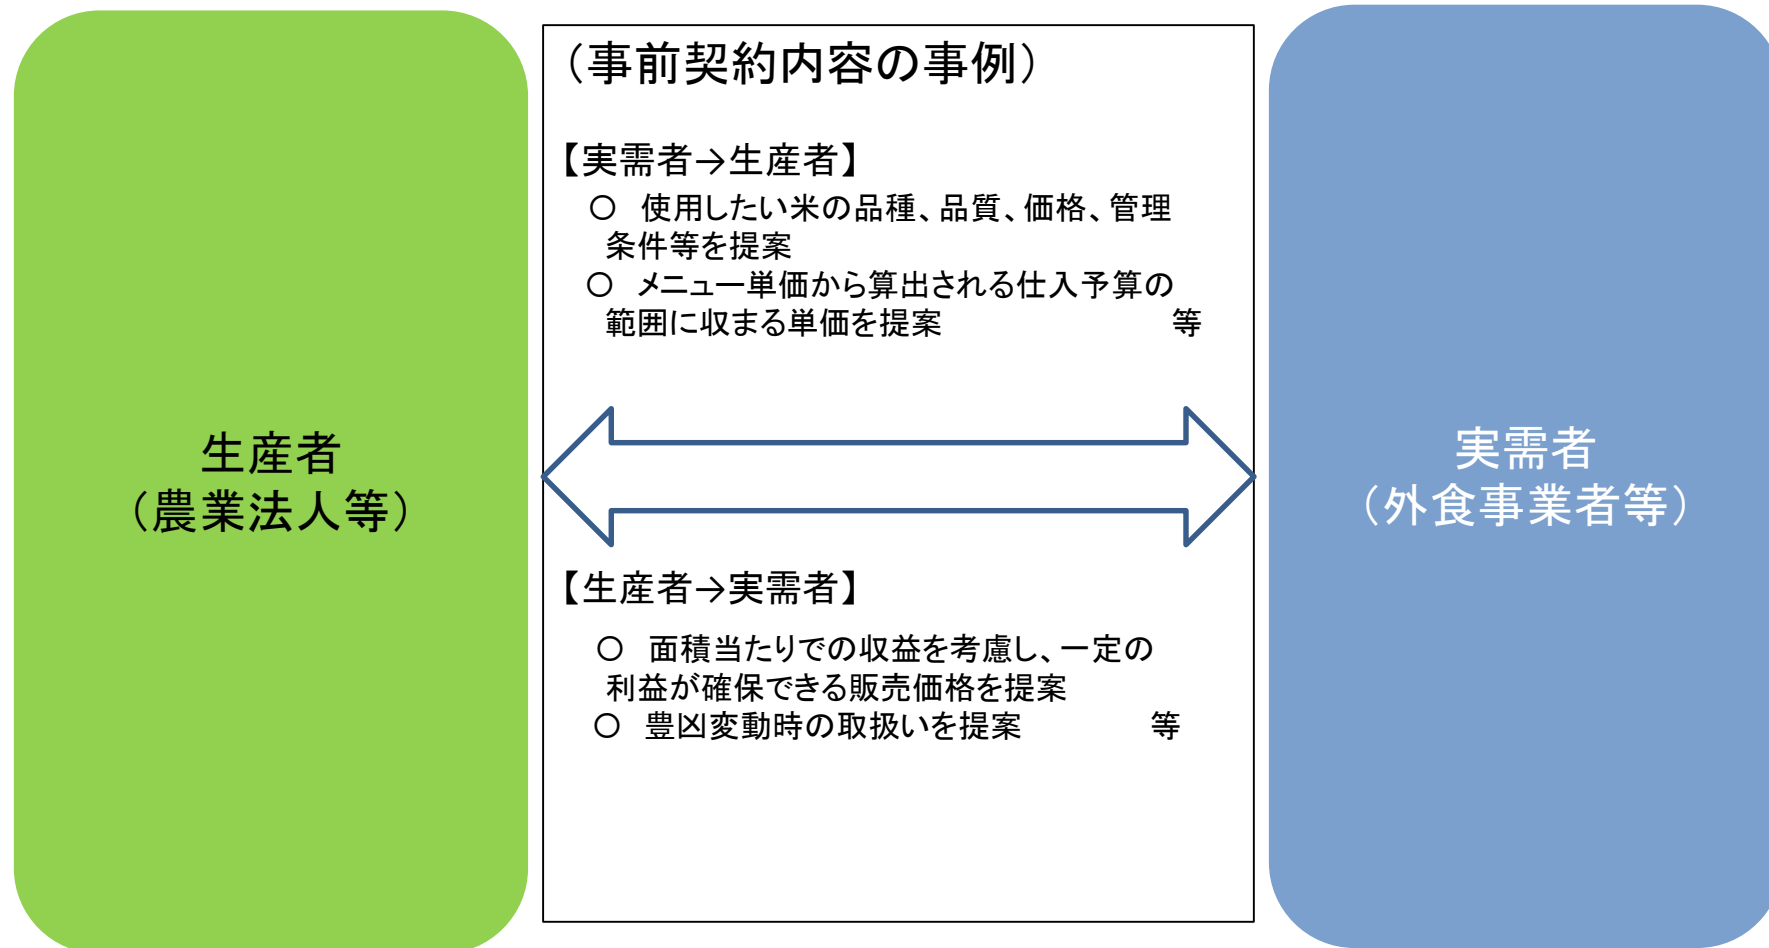 生産者
（農業法人等）
（事前契約内容の事例）
【実需者→生産者】
○　使用したい米の品種、品質、価格、管理
条件等を提案
○　メニュー単価から算出される仕入予算の
範囲に収まる単価を提案　　　　　　　等
【生産者→実需者】
○　面積当たりでの収益を考慮し、一定の
利益が確保できる販売価格を提案
○　豊凶変動時の取扱いを提案　　　　等
実需者
（外食事業者等）